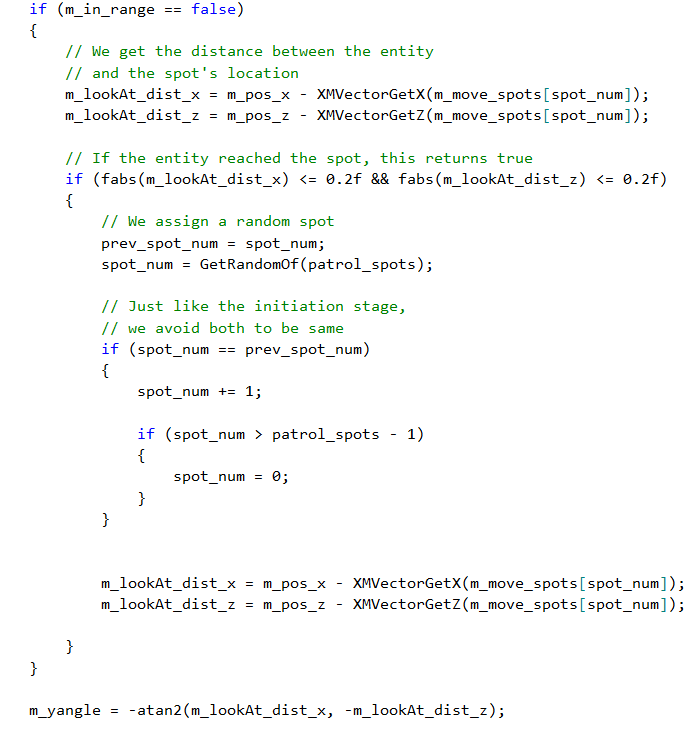 if (m_in_range == false)
{
    // We get the distance between the entity
    // and the spot's location
    m_lookAt_dist_x = m_pos_x - XMVectorGetX(m_move_spots[spot_num]);
    m_lookAt_dist_z = m_pos_z - XMVectorGetZ(m_move_spots[spot_num]);

    // If the entity reached the spot, this returns true
    if (fabs(m_lookAt_dist_x) <= 0.2f && fabs(m_lookAt_dist_z) <= 0.2f)
    {
        // We assign a random spot
        prev_spot_num = spot_num;
        spot_num = GetRandomOf(patrol_spots);

        // Just like the initiation stage,
        // we avoid both to be same
        if (spot_num == prev_spot_num)
        {
            spot_num += 1;

            if (spot_num > patrol_spots - 1)
            {
                spot_num = 0;
            }
        }


        m_lookAt_dist_x = m_pos_x - XMVectorGetX(m_move_spots[spot_num]);
        m_lookAt_dist_z = m_pos_z - XMVectorGetZ(m_move_spots[spot_num]);

    }
}

m_yangle = -atan2(m_lookAt_dist_x, -m_lookAt_dist_z);